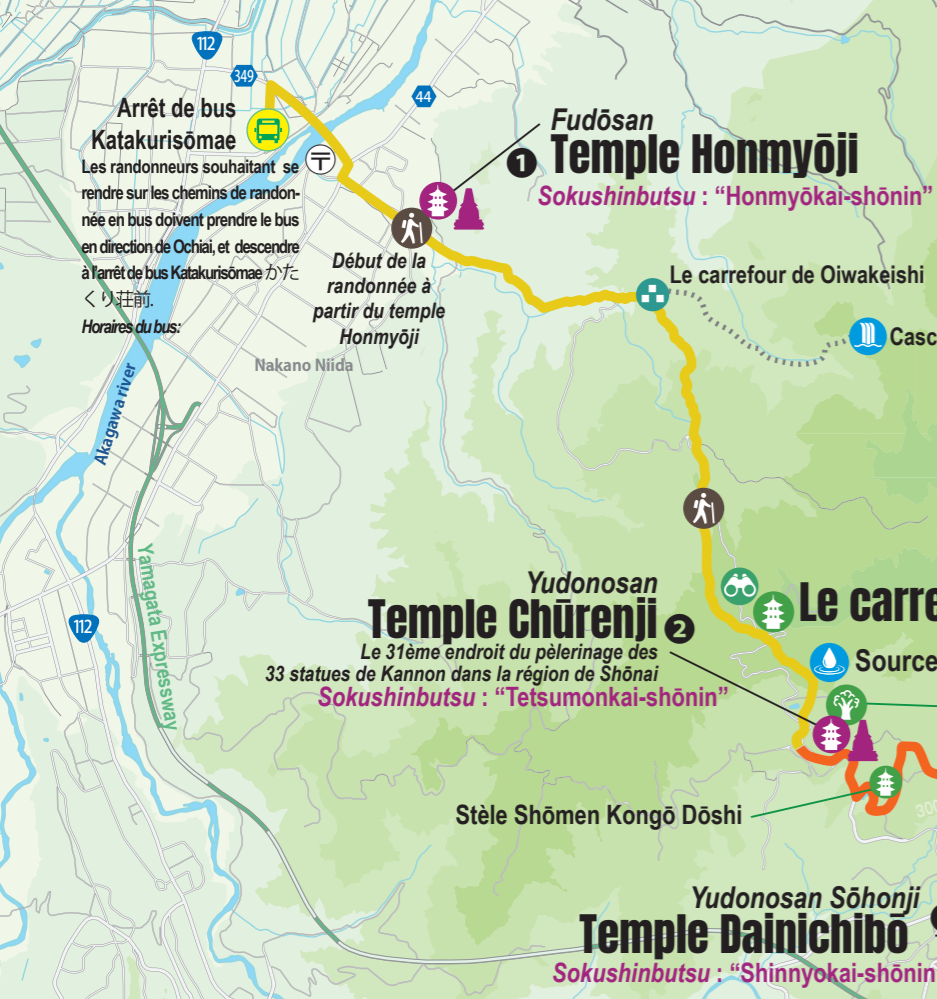 112
349
44
Arrêt de bus
Katakurisōmae
Les randonneurs souhaitant se
rendre sur les chemins de randon-
née en bus doivent prendre le bus
en direction de Ochiai, et descendre
à l'arrêt de bus Katakurisōmae かた
くり荘前.
Horaires du bus:
Fudōsan
1 Temple Honmyōji
Sokushinbutsu : “Honmyōkai-shōnin”
Début de la
randonnée à
partir du temple
Honmyōji
Le carrefour de Oiwakeishi
Casc
Nakano Niida
Akagawa river
Yamagata Expressway
112
Yudonosan
Temple Chūrenji 2
Le 31ème endroit du pèlerinage des
33 statues de Kannon dans la région de Shōnai
Sokushinbutsu : “Tetsumonkai-shōnin”
Le carre
Source
Stèle Shōmen Kongō Dōshi
300
Yudonosan Sōhonji
Temple Dainichibō
Sokushinbutsu : “Shinnyokai-shōnin